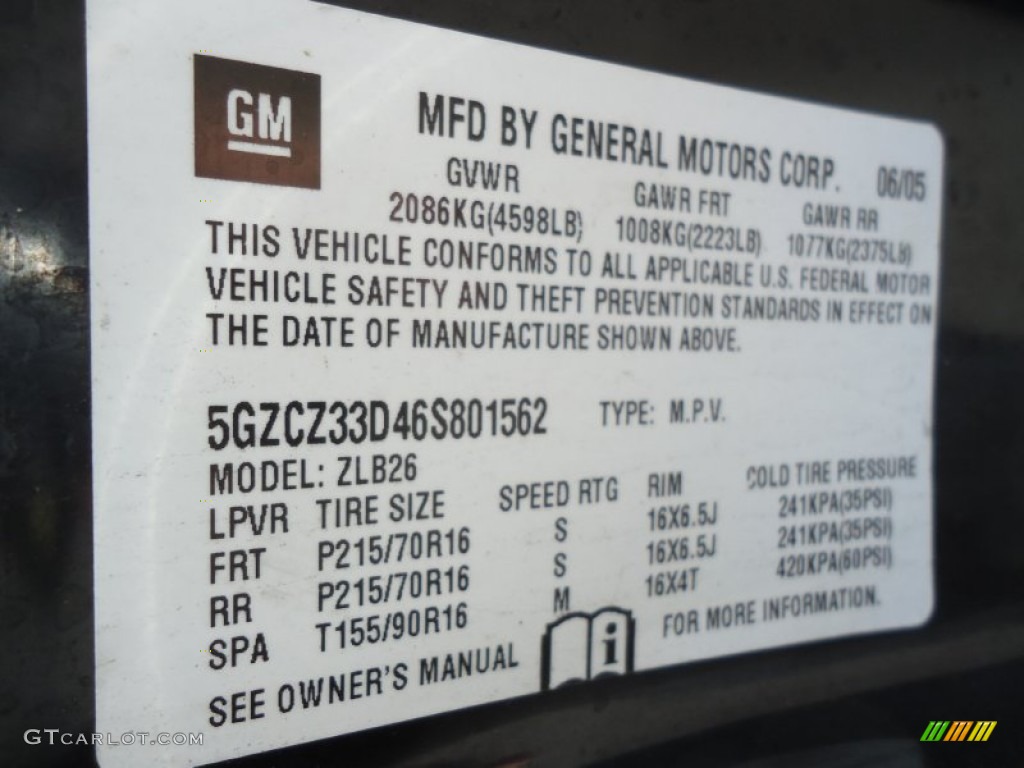 GM
MFD BY GENERAL MOTORS CORP. 06/05
GVWR GAWR FRT GAWR RR
2086KG(4598LB) 1008KG(2223LB) 1077KG(2375LB)
THIS VEHICLE CONFORMS TO ALL APPLICABLE U.S. FEDERAL MOTOR
VEHICLE SAFETY AND THEFT PREVENTION STANDARDS IN EFFECT ON
THE DATE OF MANUFACTURE SHOWN ABOVE.
5GZCZ33D46S801562 TYPE: M.P.V.
MODEL: ZLB26
LPVR TIRE SIZE SPEED RTG RIM COLD TIRE PRESSURE
FRT P215/70R16 S 16X6.5J 241KPA(35PSI)
RR P215/70R16 S 16X6.5J 241KPA(35PSI)
SPA T155/90R16 M 16X4T 420KPA(60PSI)
SEE OWNER'S MANUAL i FOR MORE INFORMATION.
GTCARLOT.COM